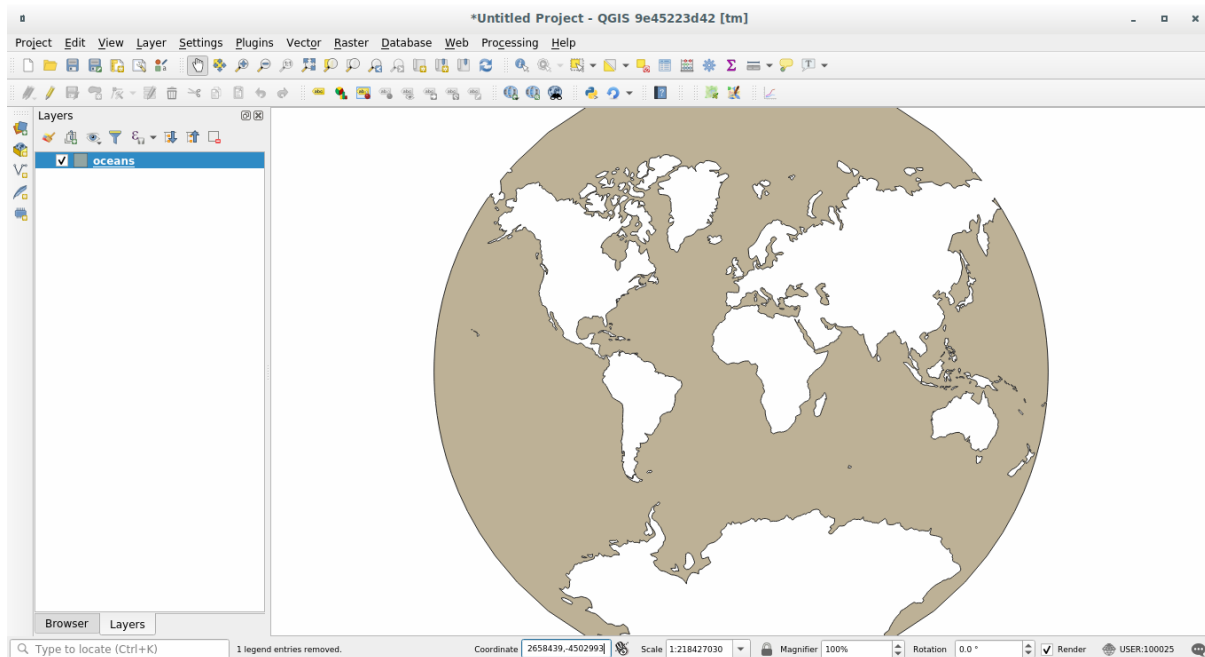 *Untitled Project - QGIS 9e45223d42 [tm]
Project Edit View Layer Settings Plugins Vector Raster Database Web Processing Help
Layers
oceans
Browser Layers
Type to locate (Ctrl+K) 1 legend entries removed. Coordinate 2658439,-4502993 Scale 1:218427030 Magnifier 100% Rotation 0.0 ° Render USER:100025